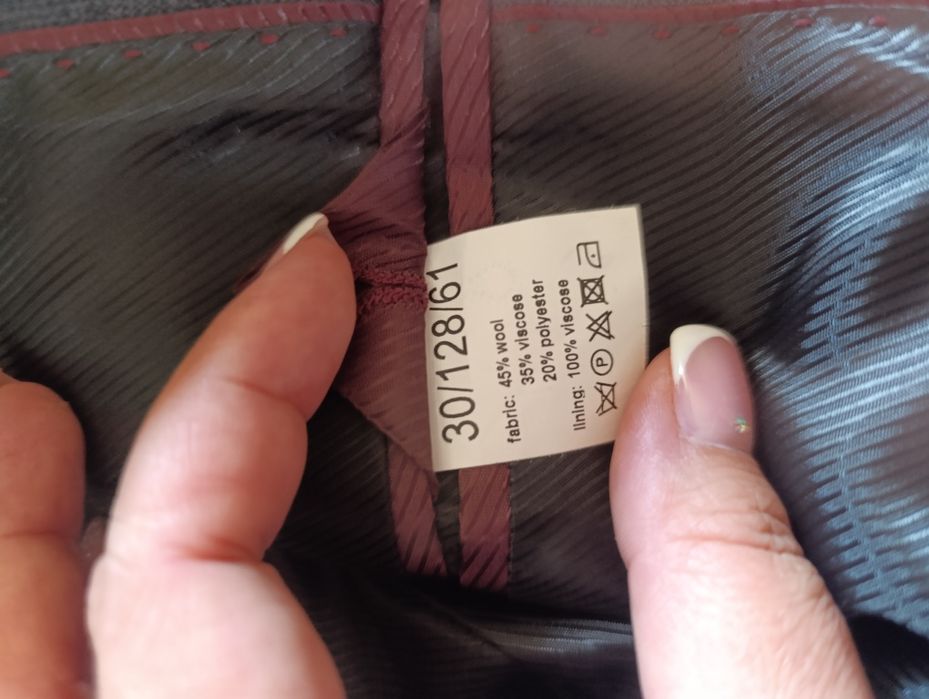 30/128/61
fabric: 45% wool
35% viscose
20% polyester
lining: 100% viscose
P